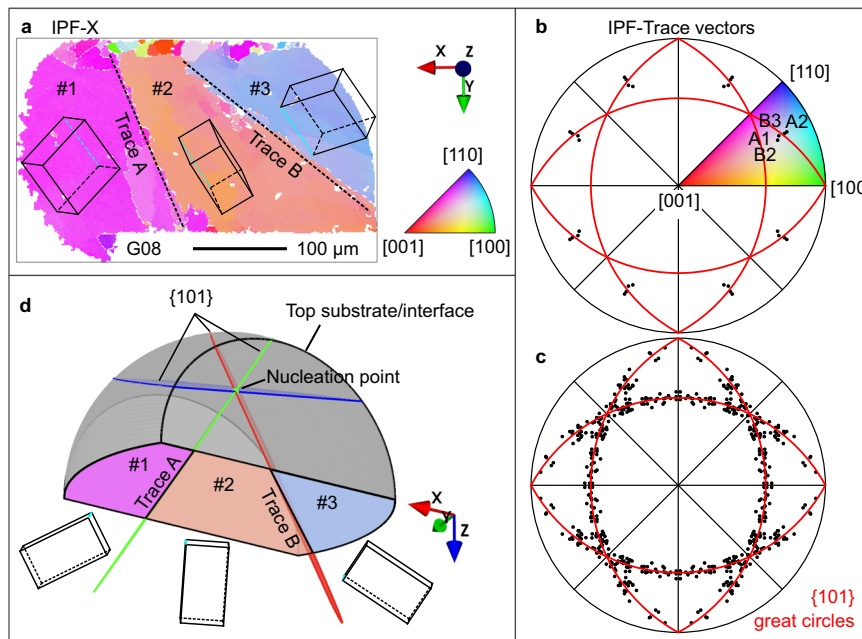 a IPF-X
#1
#2
#3
Trace A
Trace B
G08
100 µm
X
Z
Y
[110]
[001]
[100]
b IPF-Trace vectors
[110]
B3 A2
A1
B2
[001]
[100]
c
{101}
great circles
d
{101}
Top substrate/interface
Nucleation point
#1
Trace A
#2
Trace B
#3
X
Y
Z